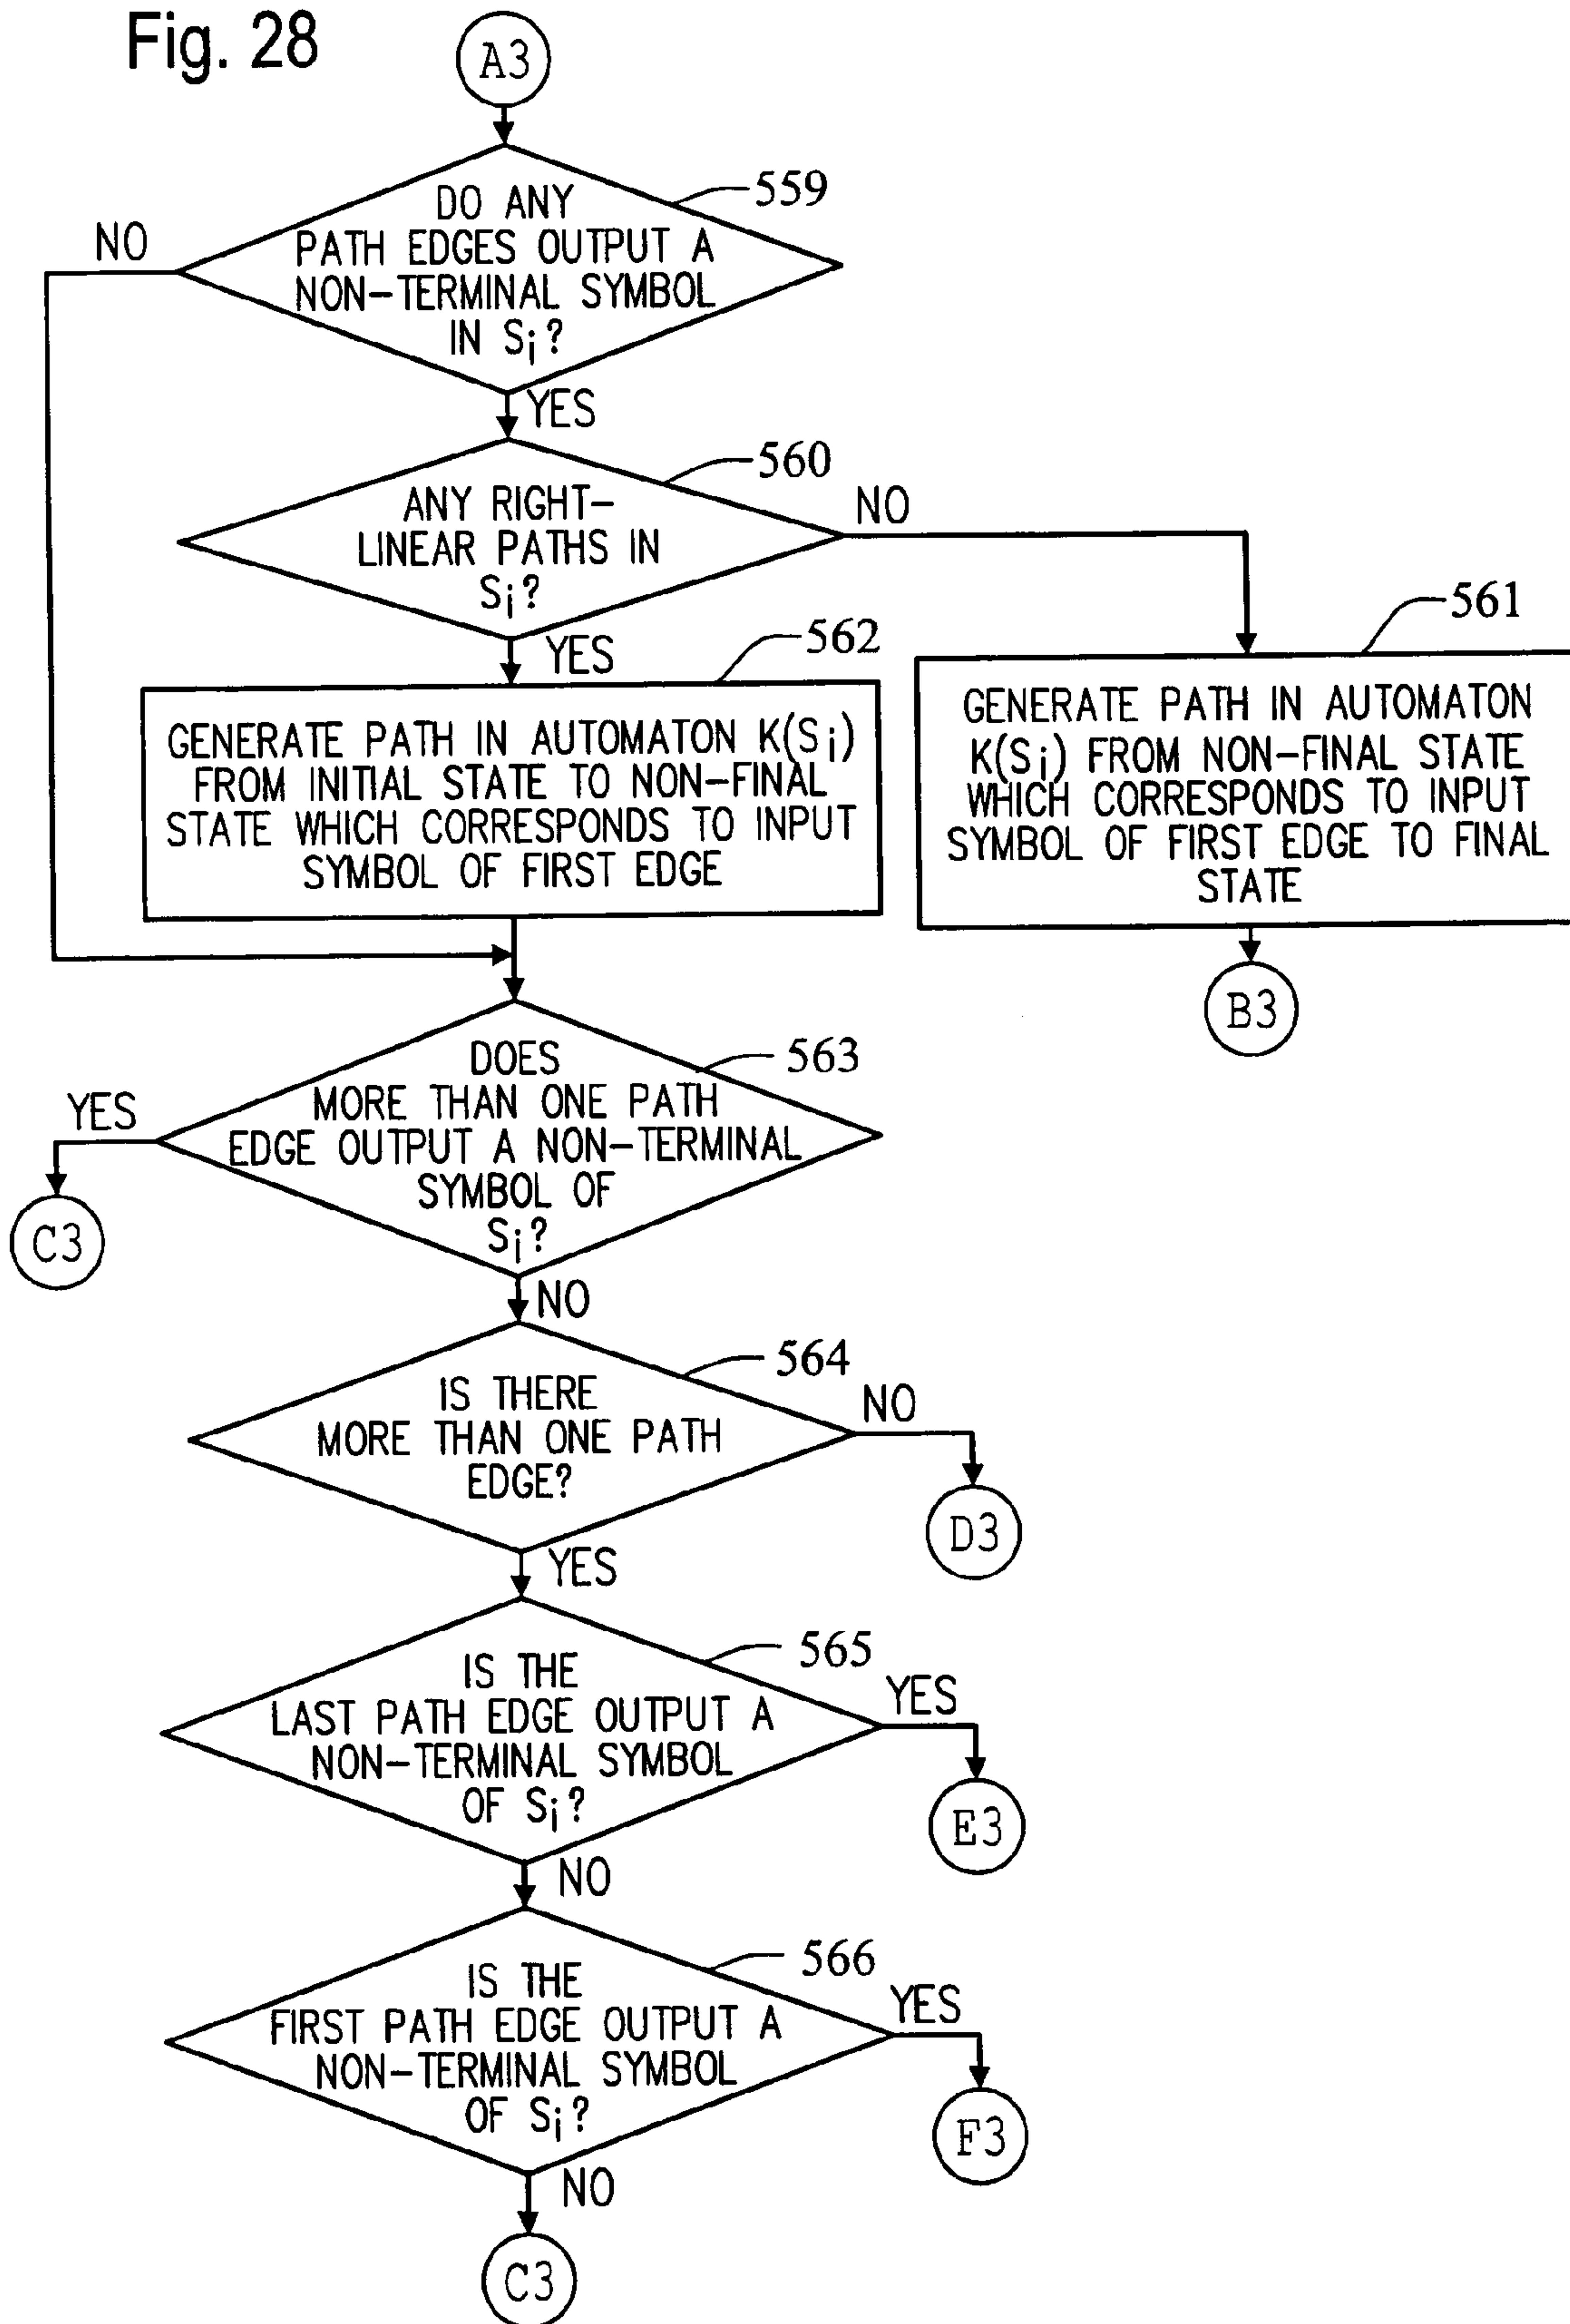 Fig. 28
A3
DO ANY
PATH EDGES OUTPUT A
NON-TERMINAL SYMBOL
IN Si?
559
NO
YES
ANY RIGHT-
LINEAR PATHS IN
Si?
560
NO
YES
562
GENERATE PATH IN AUTOMATON K(Si)
FROM INITIAL STATE TO NON-FINAL
STATE WHICH CORRESPONDS TO INPUT
SYMBOL OF FIRST EDGE
561
GENERATE PATH IN AUTOMATON
K(Si) FROM NON-FINAL STATE
WHICH CORRESPONDS TO INPUT
SYMBOL OF FIRST EDGE TO FINAL
STATE
B3
DOES
MORE THAN ONE PATH
EDGE OUTPUT A NON-TERMINAL
SYMBOL OF
Si?
563
YES
C3
NO
IS THERE
MORE THAN ONE PATH
EDGE?
564
NO
D3
YES
IS THE
LAST PATH EDGE OUTPUT A
NON-TERMINAL SYMBOL
OF Si?
565
YES
E3
NO
IS THE
FIRST PATH EDGE OUTPUT A
NON-TERMINAL SYMBOL
OF Si?
566
YES
F3
NO
C3